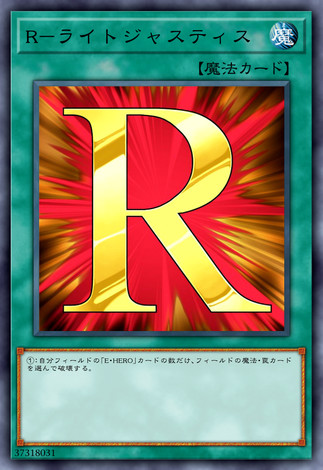 R－ライトジャスティス
魔
【魔法カード】
R
①：自分フィールドの「E・HERO」カードの数だけ、フィールドの魔法・罠カード
を選んで破壊する。
37318031